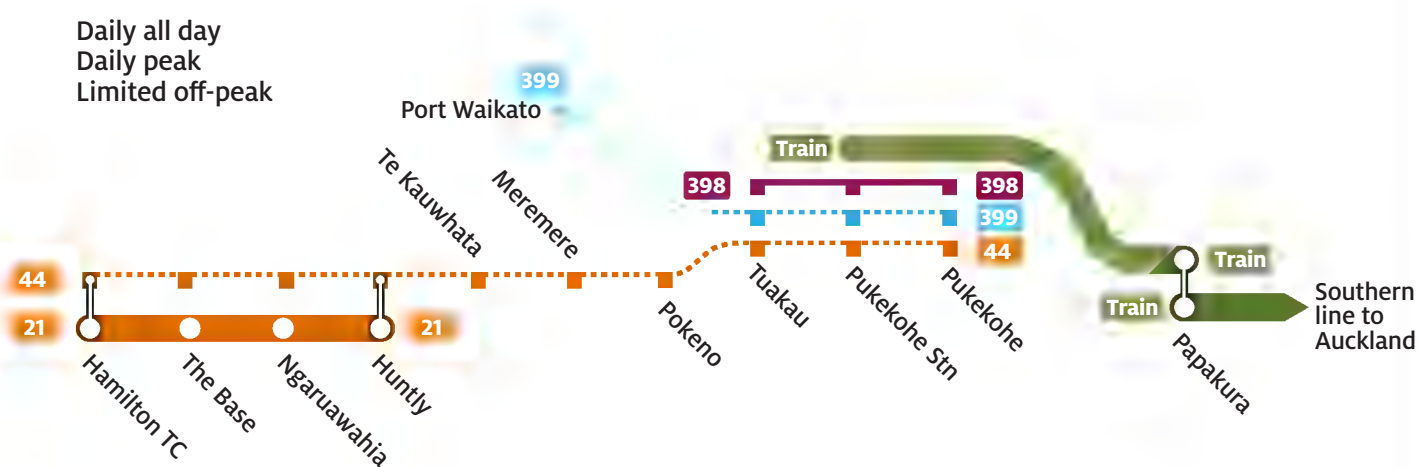 Daily all day
Daily peak
Limited off-peak
399
Port Waikato
Te Kauwhata
Meremere
Train
398
398
399
44
44
21
21
Hamilton TC
The Base
Ngaruawahia
Huntly
Pokeno
Tuakau
Pukekohe Stn
Pukekohe
Train
Train
Papakura
Southern
line to
Auckland